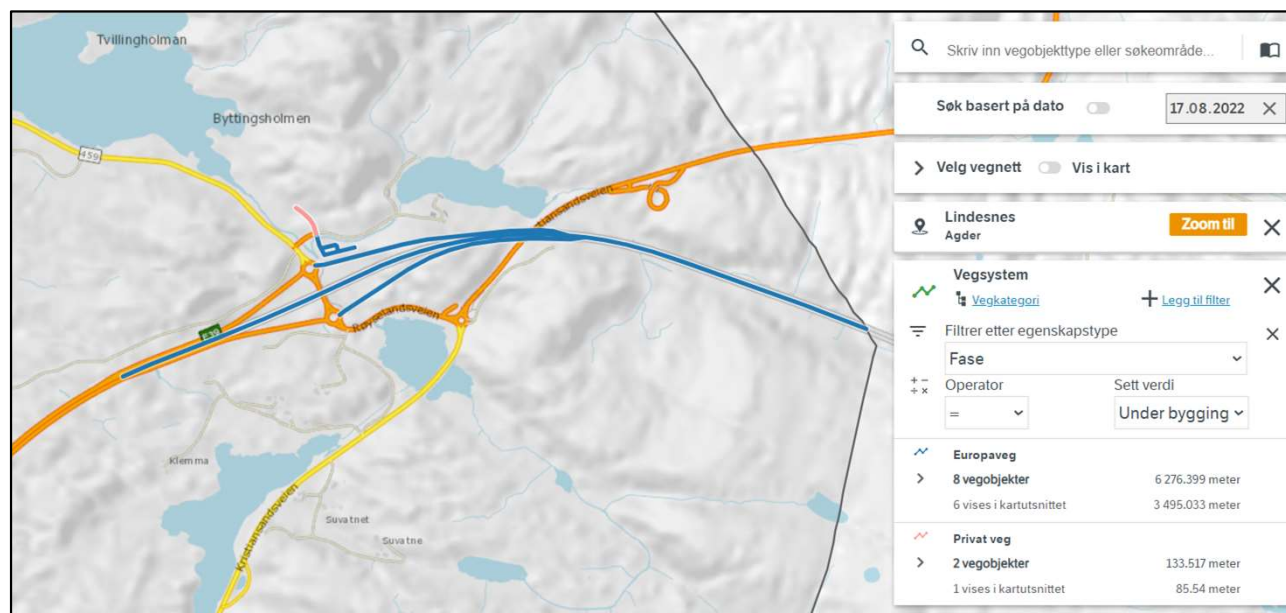 Tvillingholman
Byttingsholmen
459
tiansandsveien
E39
Røyselandsveien
Klemma
Kristiansandsveien
Suvatnet
Suvatne
Skriv inn vegobjekttype eller søkeområde...
Søk basert på dato
17.08.2022
Velg vegnett
Vis i kart
Lindesnes
Agder
Zoom til
Vegsystem
Vegkategori
Legg til filter
Filtrer etter egenskapstype
Fase
Operator
Sett verdi
=
Under bygging
Europaveg
8 vegobjekter 6 276.399 meter
6 vises i kartutsnittet 3 495.033 meter
Privat veg
2 vegobjekter 133.517 meter
1 vises i kartutsnittet 85.54 meter